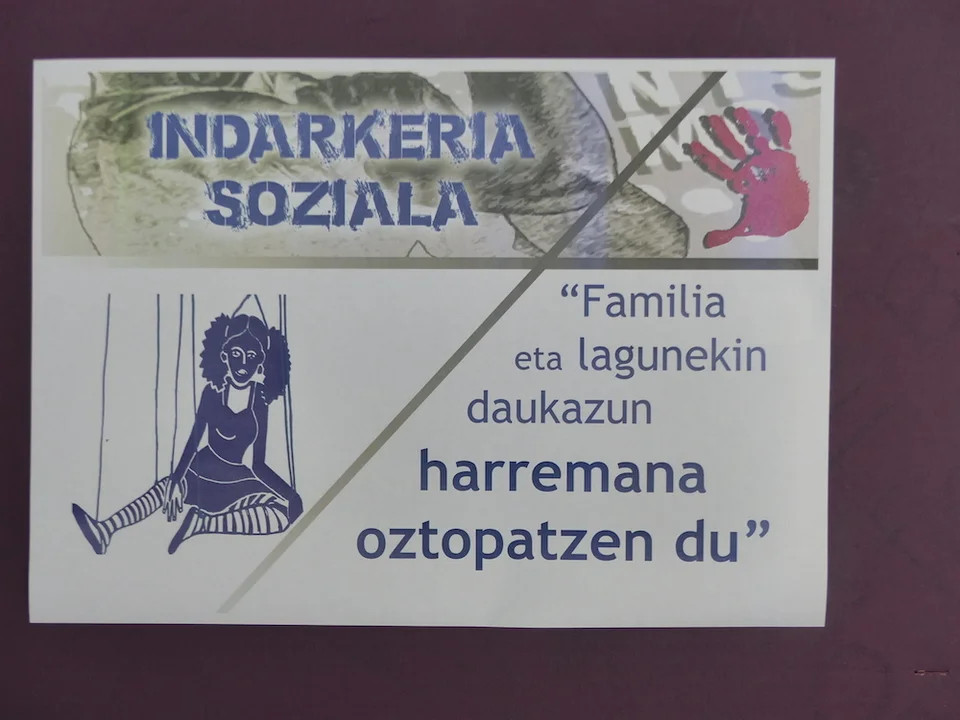 INDARKERIA
SOZIALA
“Familia
eta lagunekin
daukazun
harremana
oztopatzen du”